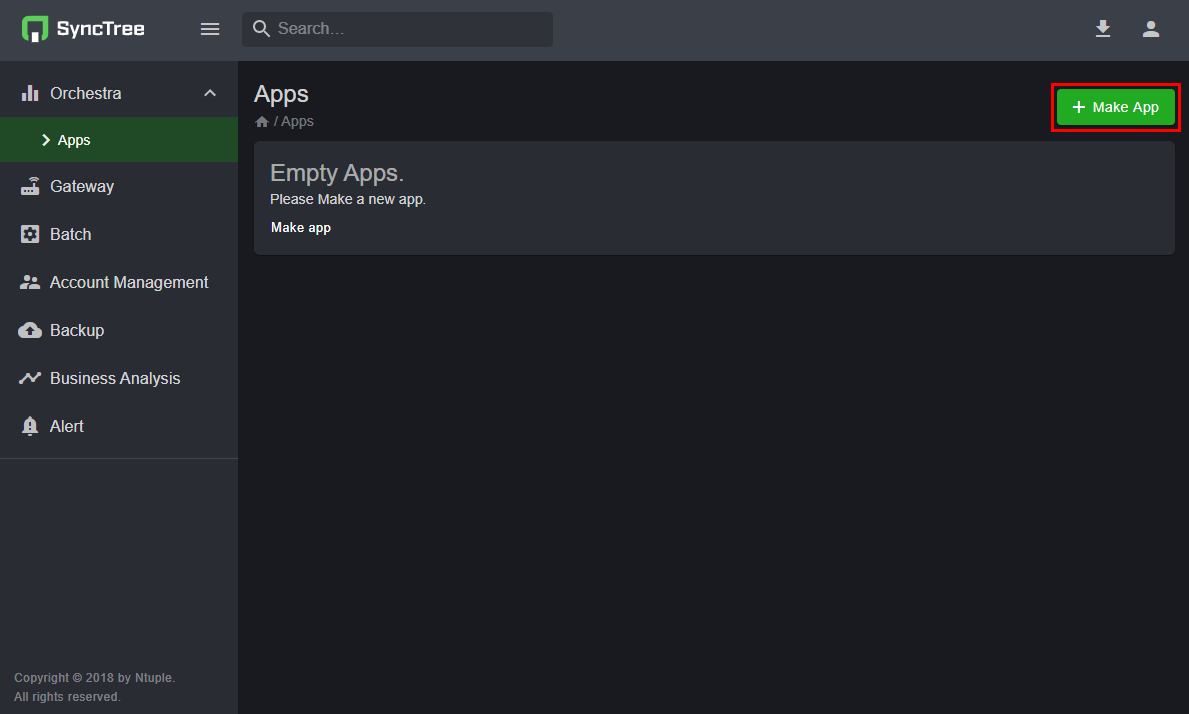 SyncTree
Search...
Orchestra
Apps
Gateway
Batch
Account Management
Backup
Business Analysis
Alert
Copyright © 2018 by Ntuple.
All rights reserved.
Apps
/ Apps
+ Make App
Empty Apps.
Please Make a new app.
Make app